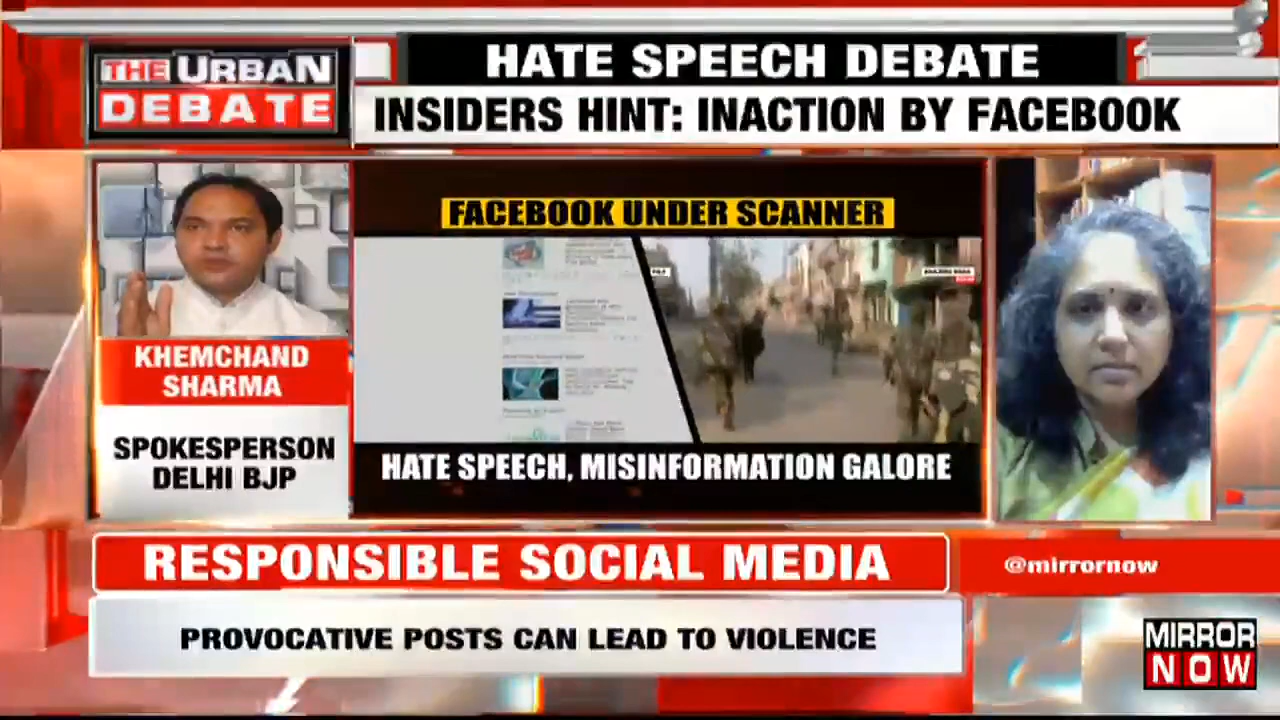 THE URBAN
DEBATE
HATE SPEECH DEBATE
INSIDERS HINT: INACTION BY FACEBOOK
FACEBOOK UNDER SCANNER
KHEMCHAND
SHARMA
SPOKESPERSON
DELHI BJP
HATE SPEECH, MISINFORMATION GALORE
RESPONSIBLE SOCIAL MEDIA
@mirrornow
PROVOCATIVE POSTS CAN LEAD TO VIOLENCE
MIRROR
NOW